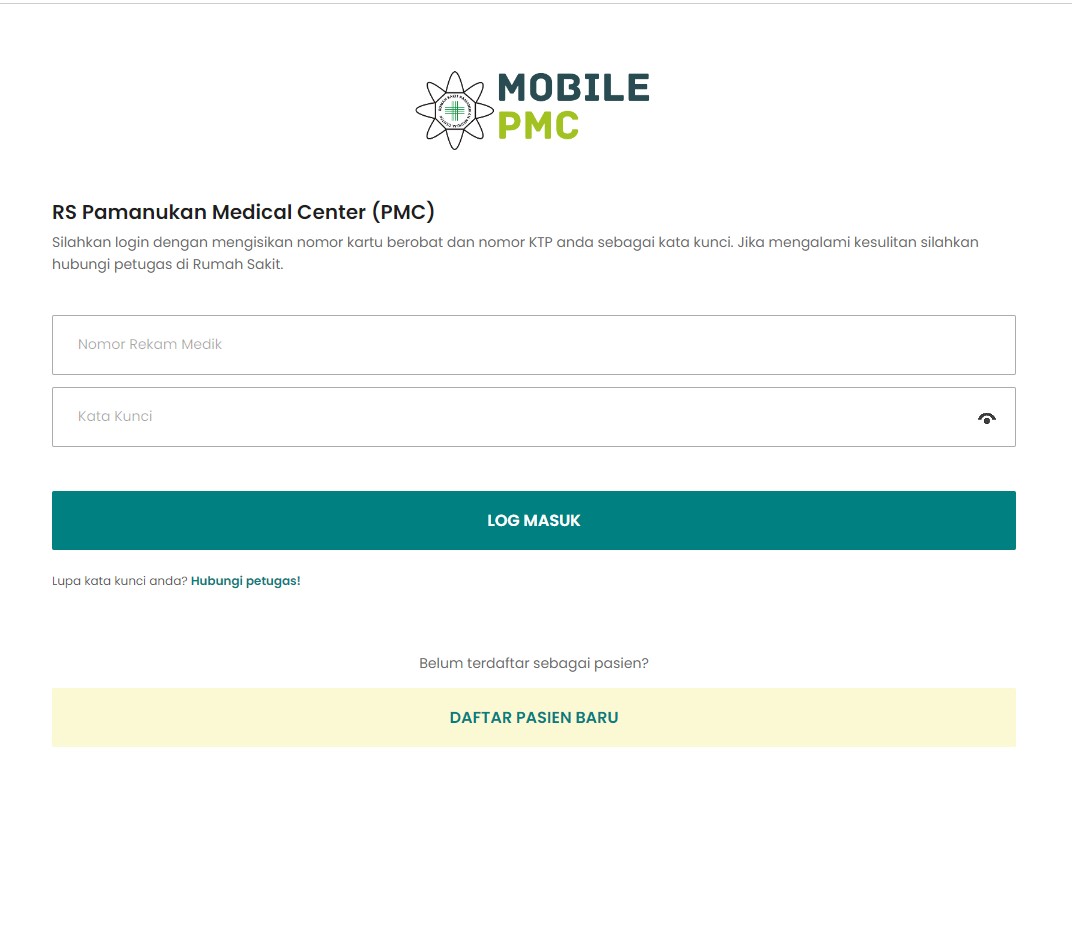 MOBILE
PMC
RS Pamanukan Medical Center (PMC)
Silahkan login dengan mengisikan nomor kartu berobat dan nomor KTP anda sebagai kata kunci. Jika mengalami kesulitan silahkan
hubungi petugas di Rumah Sakit.
Nomor Rekam Medik
Kata Kunci
LOG MASUK
Lupa kata kunci anda? Hubungi petugas!
Belum terdaftar sebagai pasien?
DAFTAR PASIEN BARU